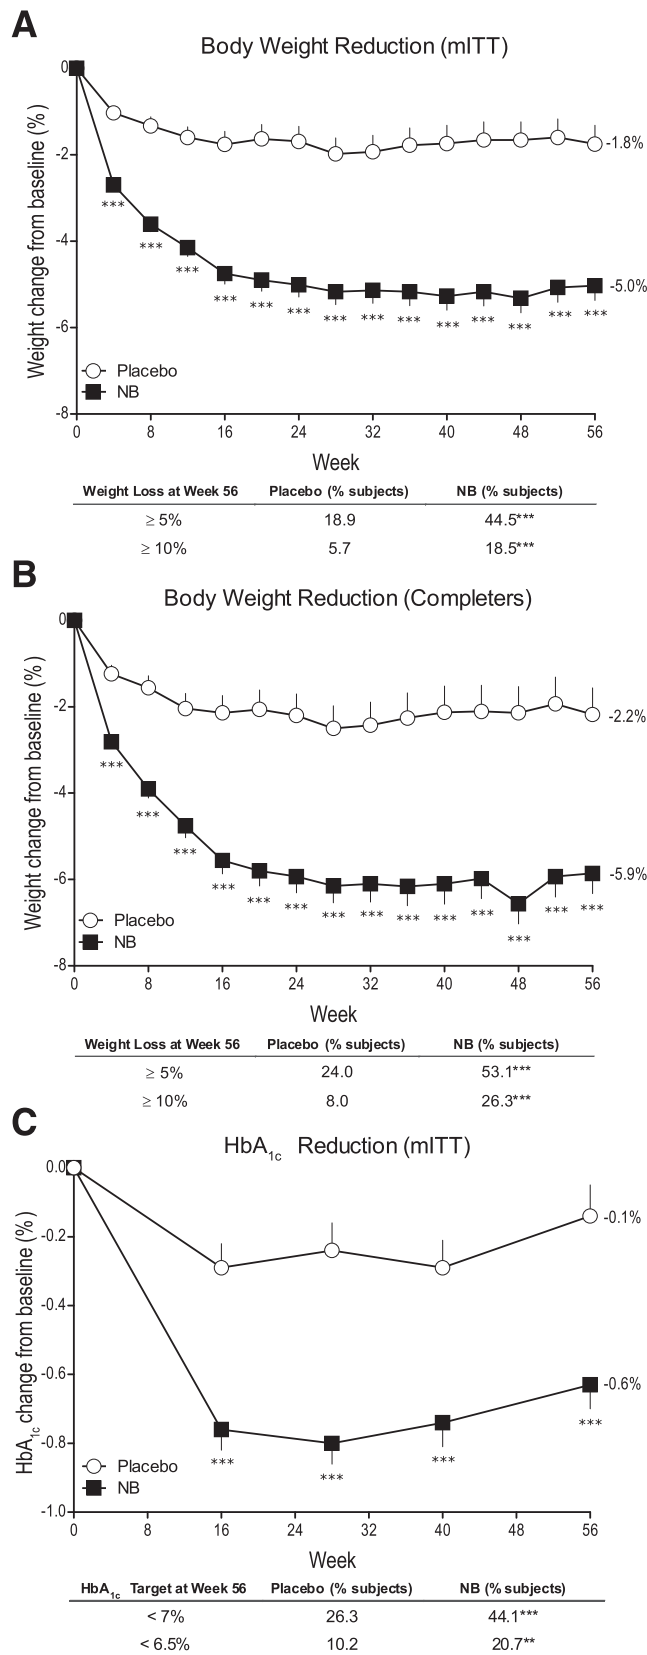 A
Body Weight Reduction (mITT)
Weight change from baseline (%)
0
-2
-4
-6
-8
-1.8%
-5.0%
*** *** *** *** *** *** *** *** *** *** *** *** *** ***
Placebo
NB
0 8 16 24 32 40 48 56
Week
Weight Loss at Week 56 Placebo (% subjects) NB (% subjects)
≥ 5% 18.9 44.5***
≥ 10% 5.7 18.5***
B
Body Weight Reduction (Completers)
Weight change from baseline (%)
0
-2
-4
-6
-8
-2.2%
-5.9%
*** *** *** *** *** *** *** *** *** *** *** *** *** ***
Placebo
NB
0 8 16 24 32 40 48 56
Week
Weight Loss at Week 56 Placebo (% subjects) NB (% subjects)
≥ 5% 24.0 53.1***
≥ 10% 8.0 26.3***
C
HbA1c Reduction (mITT)
HbA1c change from baseline (%)
0.0
-0.2
-0.4
-0.6
-0.8
-1.0
-0.1%
-0.6%
*** *** *** ***
Placebo
NB
0 8 16 24 32 40 48 56
Week
HbA1c Target at Week 56 Placebo (% subjects) NB (% subjects)
< 7% 26.3 44.1***
< 6.5% 10.2 20.7**